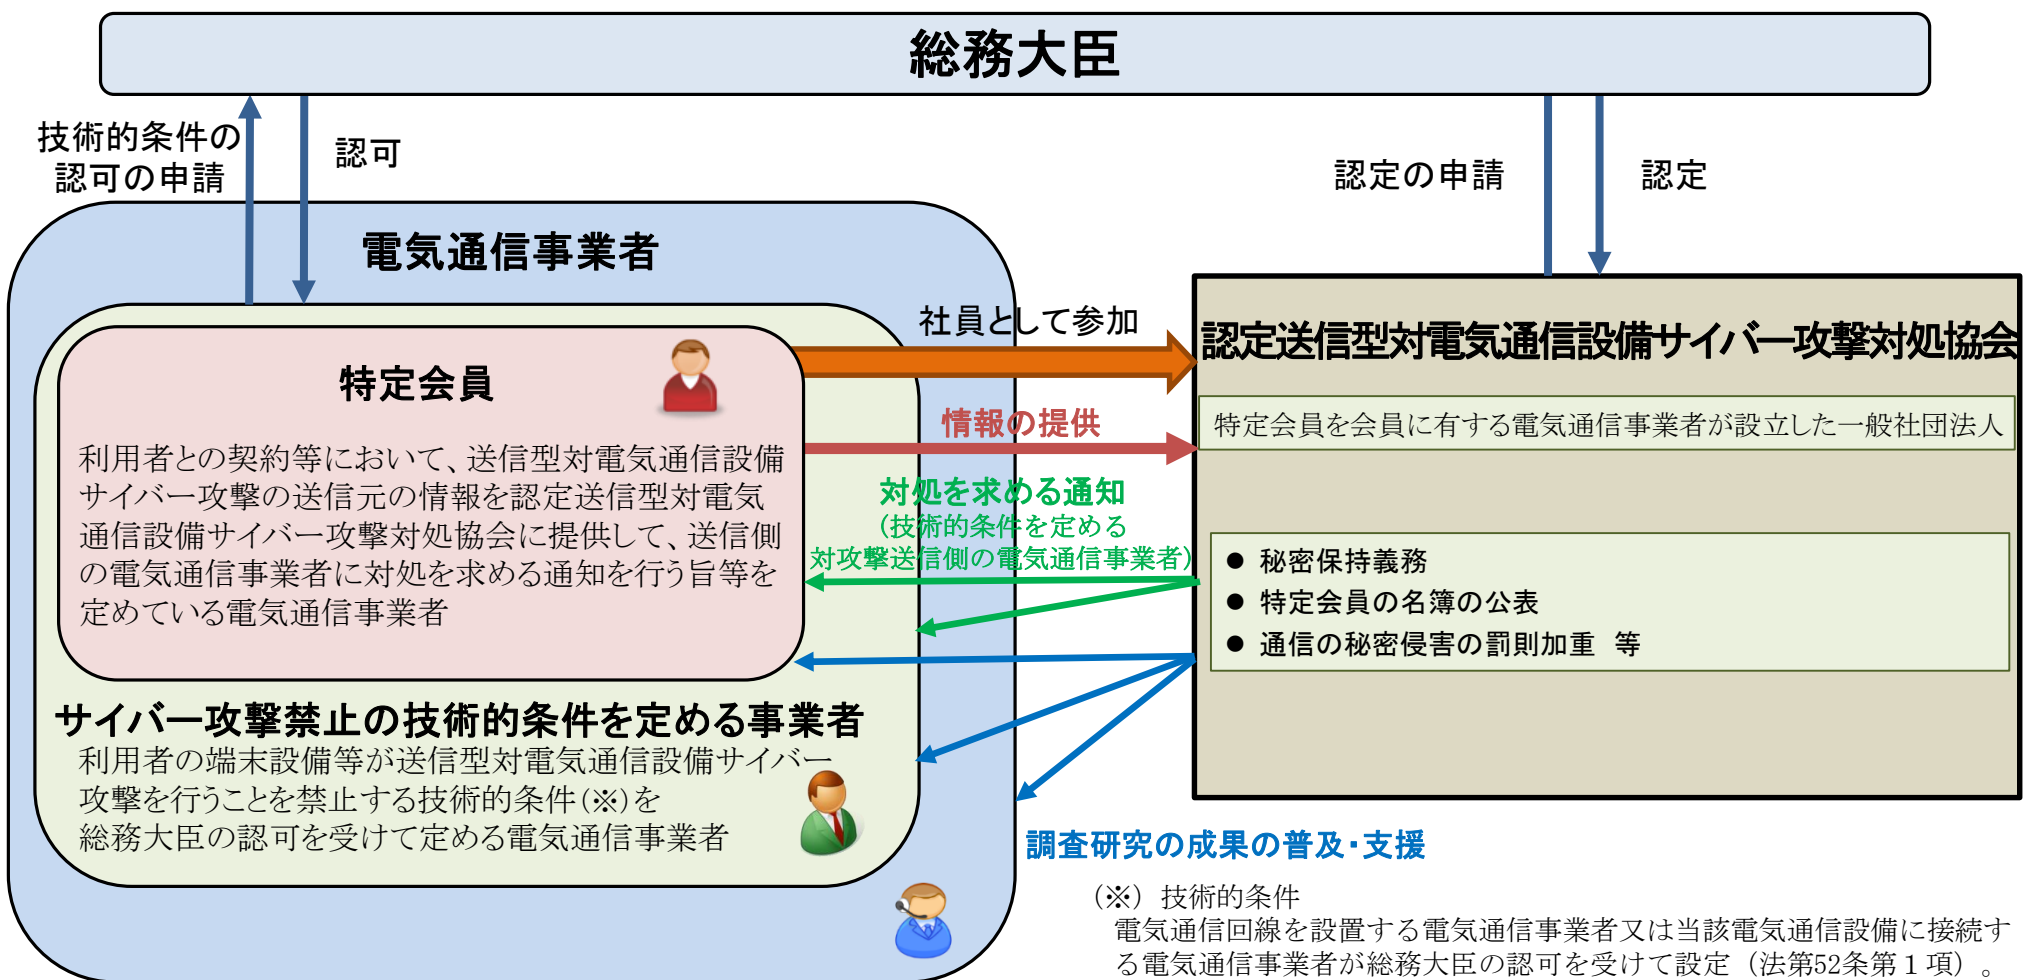 総務大臣
技術的条件の
認可の申請
認可
認定の申請
認定
電気通信事業者
特定会員
利用者との契約等において、送信型対電気通信設備
サイバー攻撃の送信元の情報を認定送信型対電気
通信設備サイバー攻撃対処協会に提供して、送信側
の電気通信事業者に対処を求める通知を行う旨等を
定めている電気通信事業者
サイバー攻撃禁止の技術的条件を定める事業者
利用者の端末設備等が送信型対電気通信設備サイバー
攻撃を行うことを禁止する技術的条件(※)を
総務大臣の認可を受けて定める電気通信事業者
社員として参加
情報の提供
対処を求める通知
(技術的条件を定める
対攻撃送信側の電気通信事業者)
認定送信型対電気通信設備サイバー攻撃対処協会
特定会員を会員に有する電気通信事業者が設立した一般社団法人
● 秘密保持義務
● 特定会員の名簿の公表
● 通信の秘密侵害の罰則加重 等
調査研究の成果の普及・支援
(※) 技術的条件
電気通信回線を設置する電気通信事業者又は当該電気通信設備に接続す
る電気通信事業者が総務大臣の認可を受けて設定(法第52条第1項)。